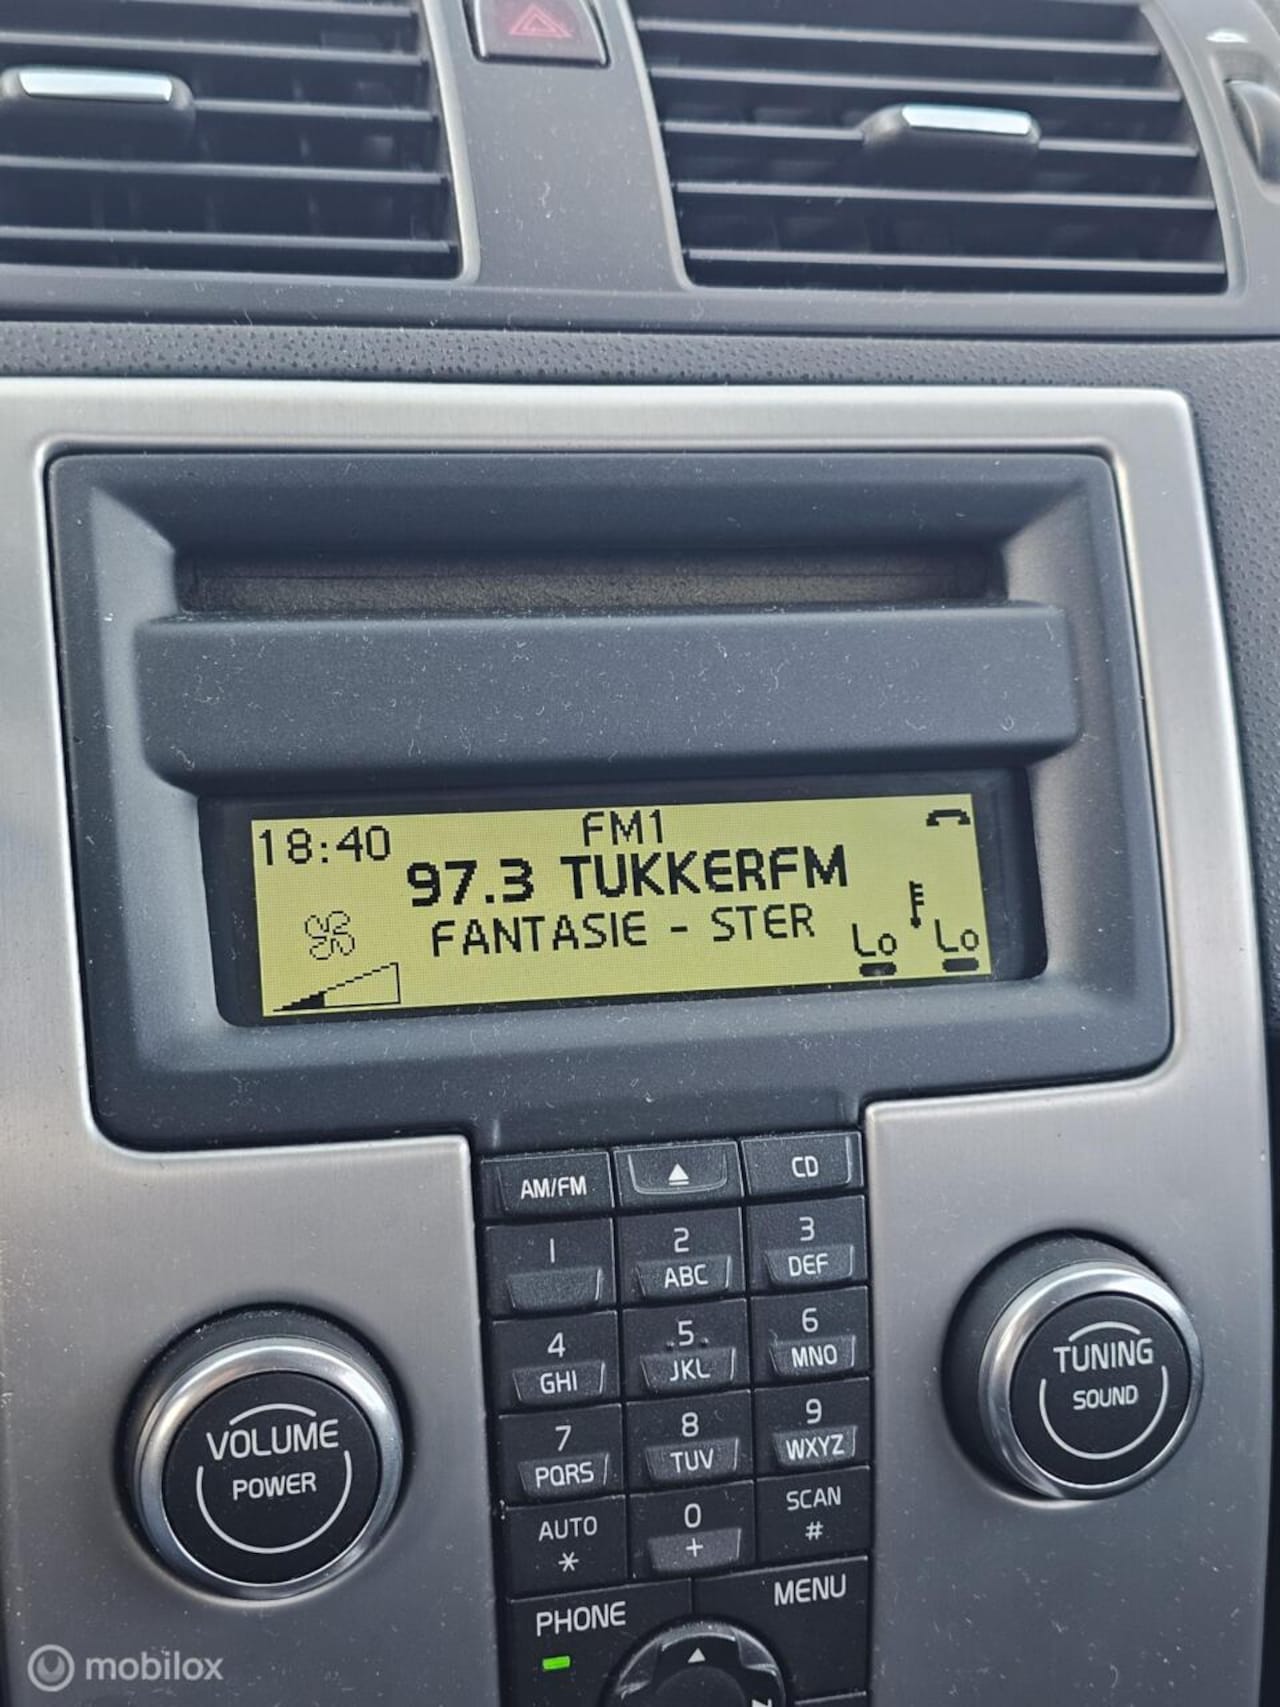 18:40
FM1
97.3 TUKKERFM
FANTASIE - STER
Lo Lo
AM/FM
CD
1
2
ABC
3
DEF
4
GHI
5
JKL
6
MNO
7
PQRS
8
TUV
9
WXYZ
AUTO
*
0
+
SCAN
#
PHONE
MENU
VOLUME
POWER
TUNING
SOUND
mobilox